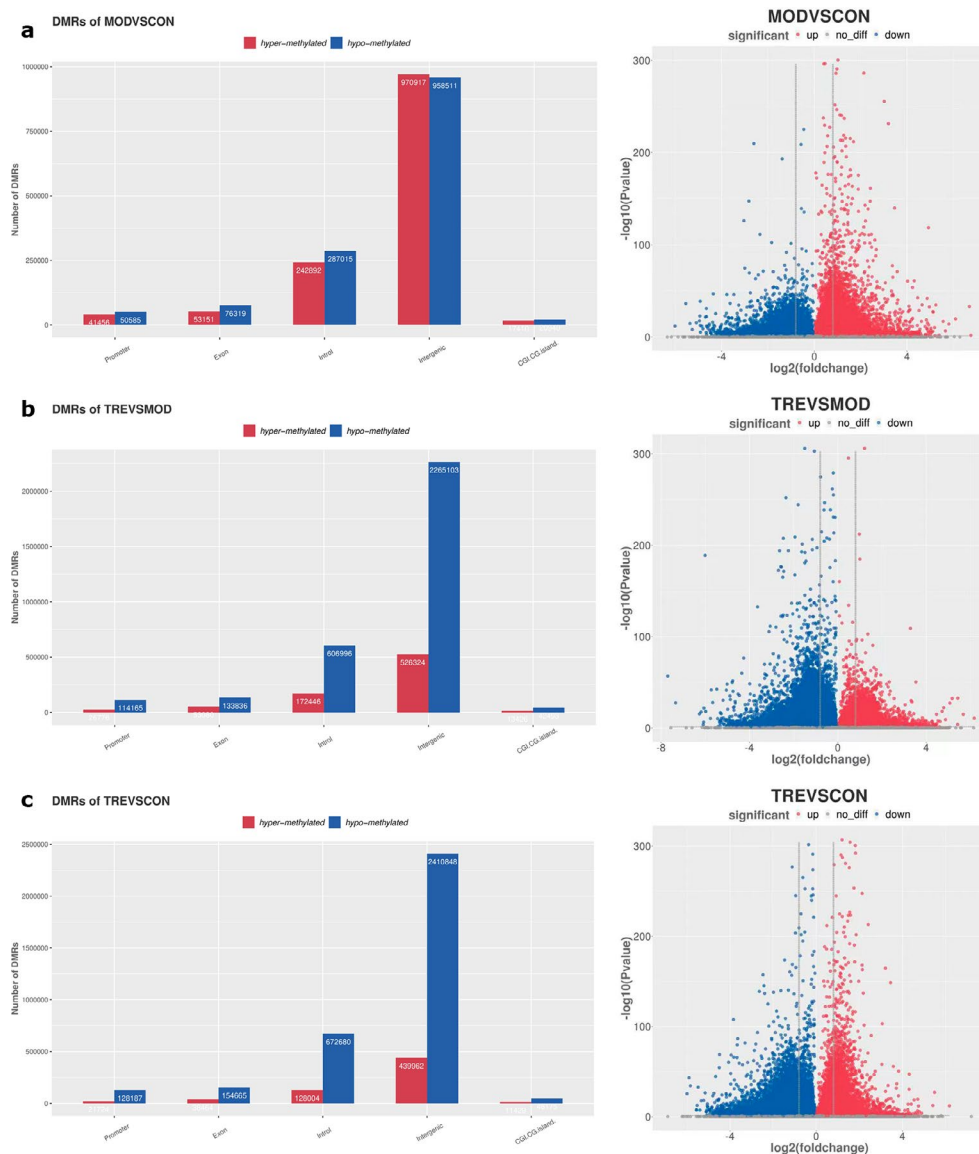 a
DMRs of MODVSCON
hyper-methylated hypo-methylated
Number of DMRs
1000000
750000
500000
250000
0
41456 50585 53151 76319 242892 287015 970917 958511
Promoter Exon Introl Intergenic CGI.CG.island.
MODVSCON
significant up no_diff down
-log10(Pvalue)
300
200
100
0
-4 0 4
log2(foldchange)
b
DMRs of TREVSMOD
hyper-methylated hypo-methylated
Number of DMRs
2000000
1500000
1000000
500000
0
114165 133836 172446 606996 526324 2265103
Promoter Exon Introl Intergenic CGI.CG.island.
TREVSMOD
significant up no_diff down
-log10(Pvalue)
300
200
100
0
-8 -4 0 4
log2(foldchange)
c
DMRs of TREVSCON
hyper-methylated hypo-methylated
Number of DMRs
2500000
2000000
1500000
1000000
500000
0
128187 154665 128004 672680 439962 2410848
Promoter Exon Introl Intergenic CGI.CG.island.
TREVSCON
significant up no_diff down
-log10(Pvalue)
300
200
100
0
-4 0 4
log2(foldchange)